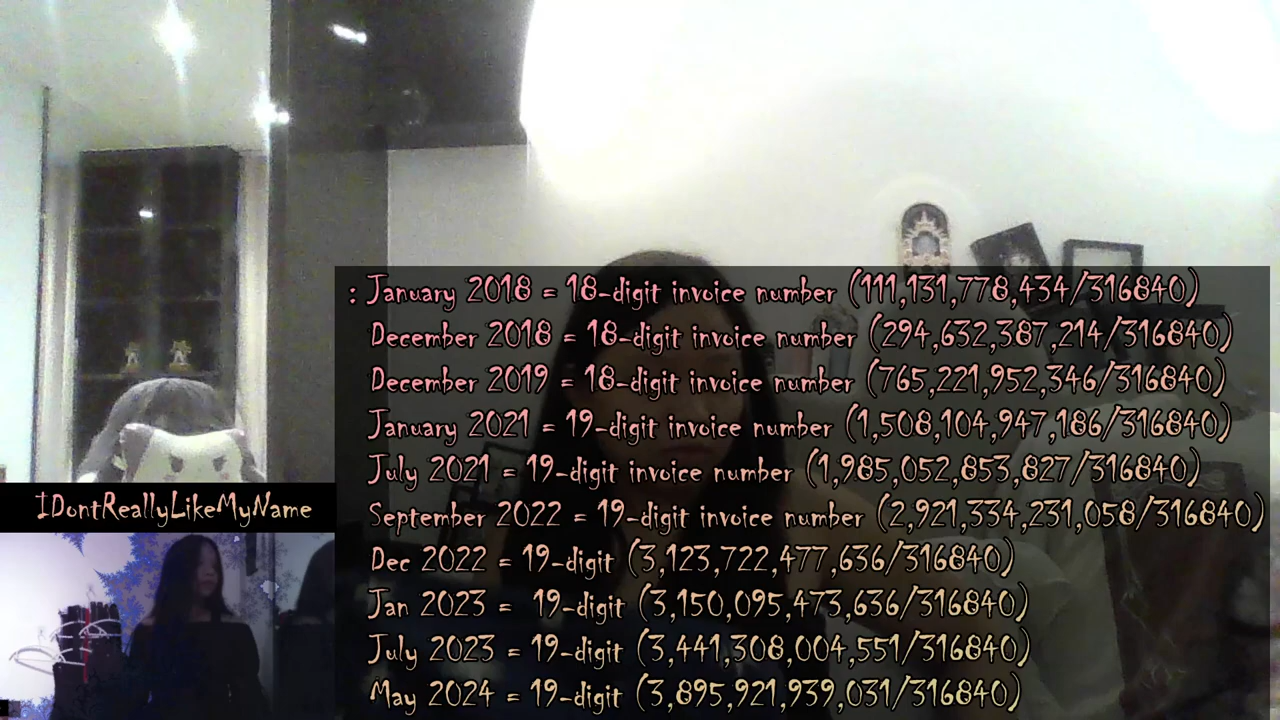 : January 2018 = 18-digit invoice number (111,131,778,434/316840)
December 2018 = 18-digit invoice number (294,632,387,214/316840)
December 2019 = 18-digit invoice number (765,221,952,346/316840)
January 2021 = 19-digit invoice number (1,508,104,947,186/316840)
July 2021 = 19-digit invoice number (1,985,052,853,827/316840)
September 2022 = 19-digit invoice number (2,921,334,231,058/316840)
Dec 2022 = 19-digit (3,123,722,477,636/316840)
Jan 2023 = 19-digit (3,150,095,473,636/316840)
July 2023 = 19-digit (3,441,308,004,551/316840)
May 2024 = 19-digit (3,895,921,939,031/316840)
IDontReallyLikeMyName